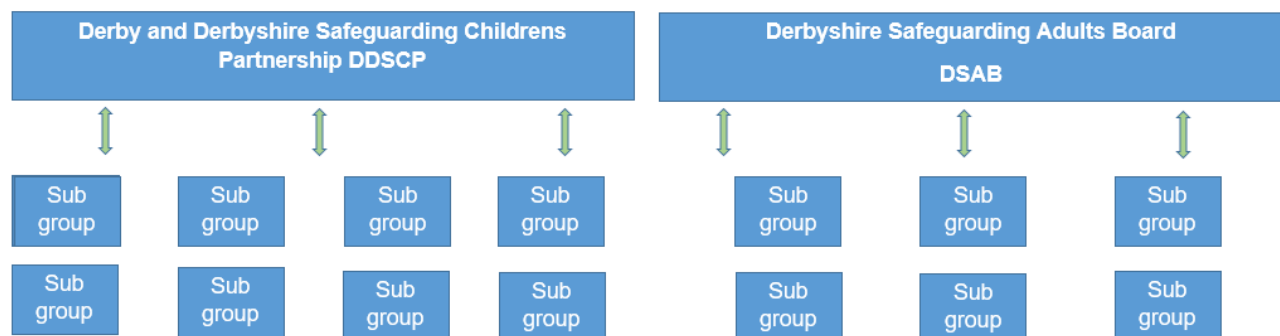 Derby and Derbyshire Safeguarding Childrens
Partnership DDSCP
Derbyshire Safeguarding Adults Board
DSAB
Sub
group
Sub
group
Sub
group
Sub
group
Sub
group
Sub
group
Sub
group
Sub
group
Sub
group
Sub
group
Sub
group
Sub
group
Sub
group
Sub
group